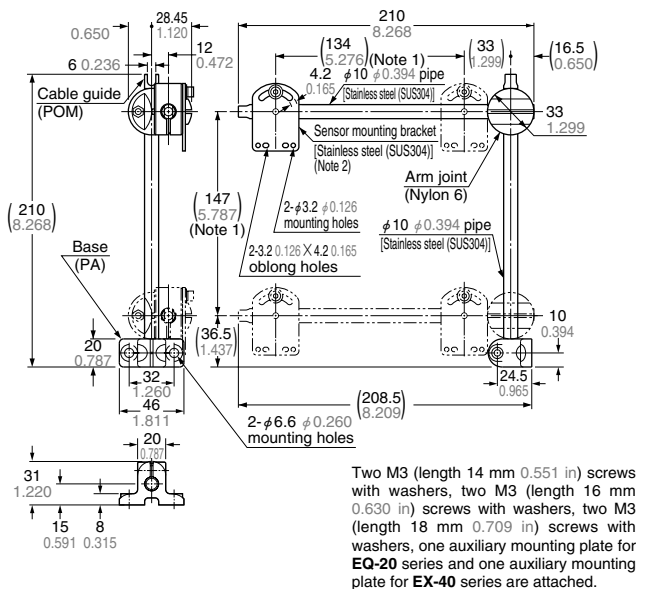 28.45
1.120
0.650
12
0.472
6 0.236
Cable guide
(POM)
(210
8.268)
Base
(PA)
20
0.787
32
1.260
46
1.811
2-φ6.6 φ0.260
mounting holes
20
0.787
31
1.220
15
0.591
8
0.315
210
8.268
(134
5.276)(Note 1)
(33
1.299)
(16.5
0.650)
4.2
0.165
φ10 φ0.394 pipe
[Stainless steel (SUS304)]
33
1.299
Sensor mounting bracket
[Stainless steel (SUS304)]
(Note 2)
Arm joint
(Nylon 6)
(147
5.787)
(Note 1)
2-φ3.2 φ0.126
mounting holes
φ10 φ0.394 pipe
[Stainless steel (SUS304)]
2-3.2 0.126 X 4.2 0.165
oblong holes
(36.5
1.437)
10
0.394
24.5
0.965
(208.5
8.209)
Two M3 (length 14 mm 0.551 in) screws
with washers, two M3 (length 16 mm
0.630 in) screws with washers, two M3
(length 18 mm 0.709 in) screws with
washers, one auxiliary mounting plate for
EQ-20 series and one auxiliary mounting
plate for EX-40 series are attached.